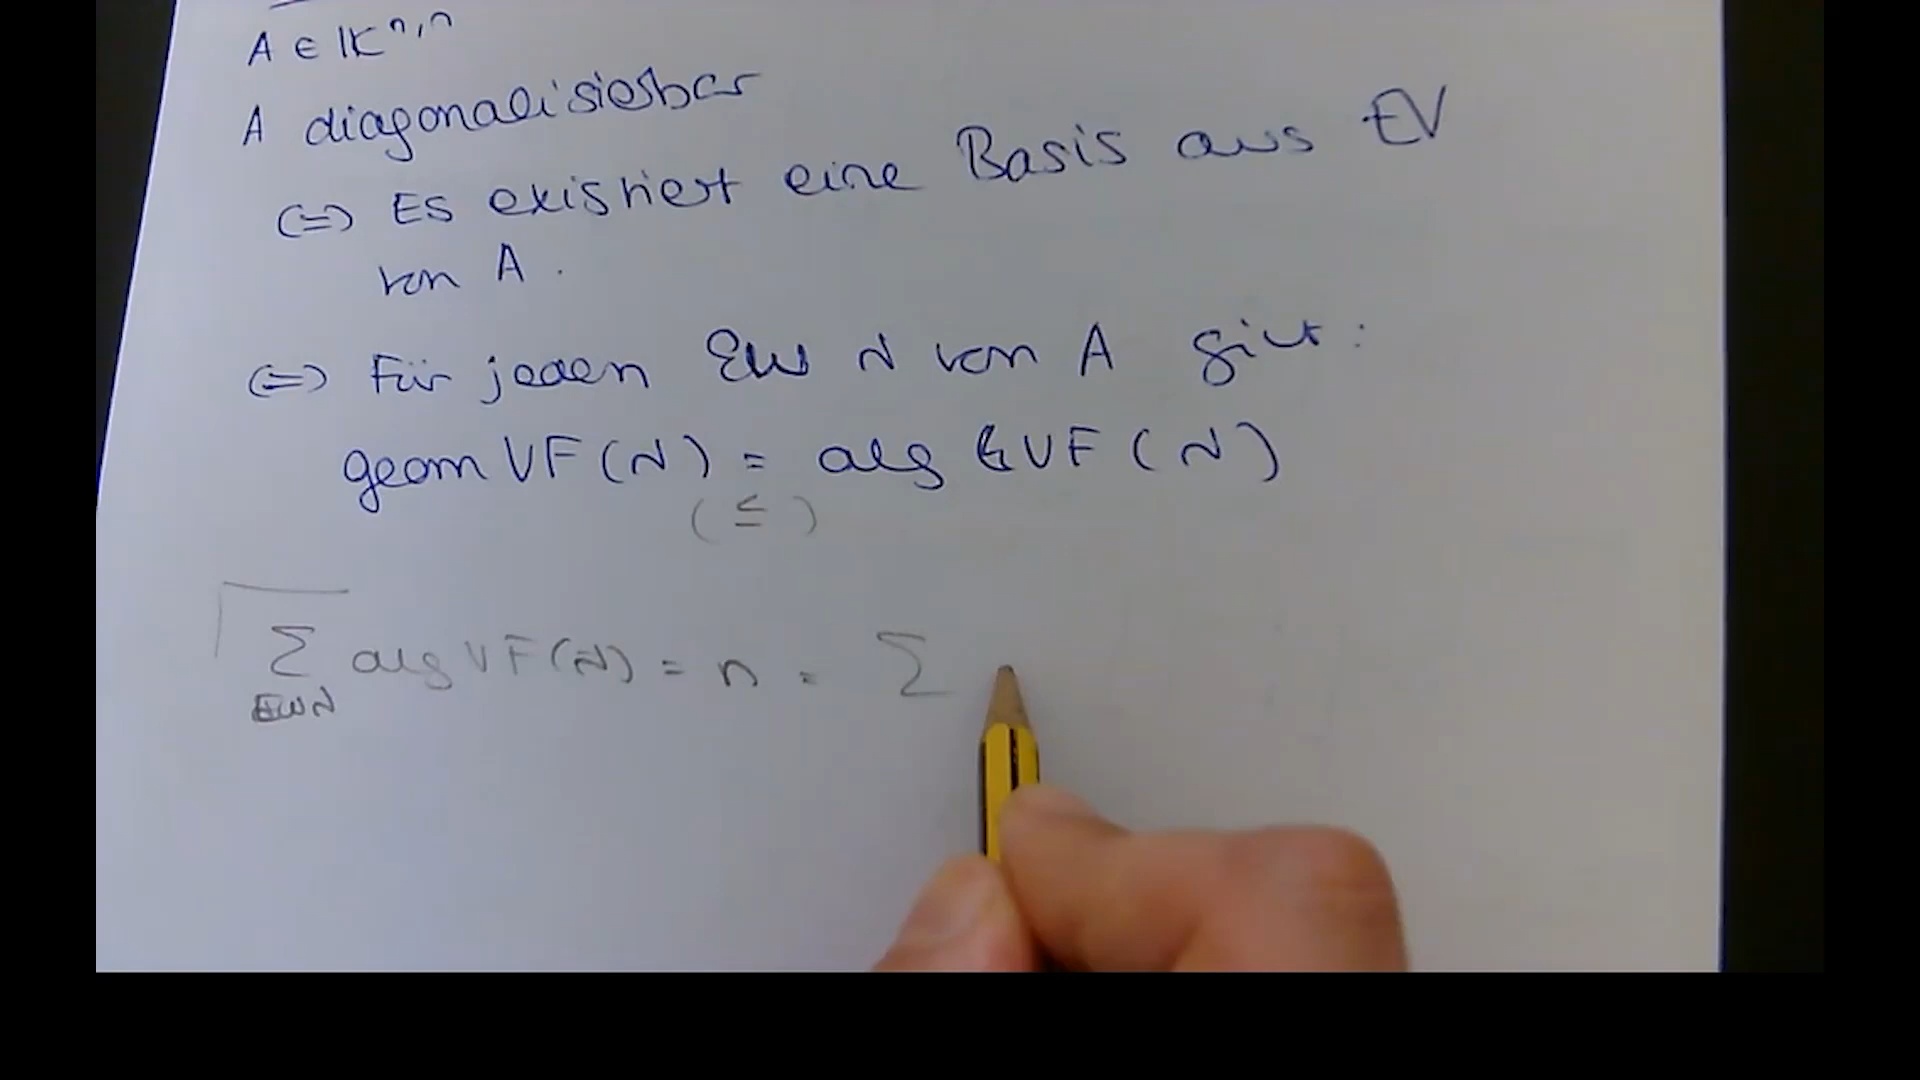 A ∈ 𝕂ⁿ,ⁿ
A diagonalisierbar
⇔ Es existiert eine Basis aus EV
von A.
⇔ Für jeden EW λ von A gilt:
geom VF(λ) = alg VF(λ)
(≤)
∑ alg VF(λ) = n = ∑
EW λ